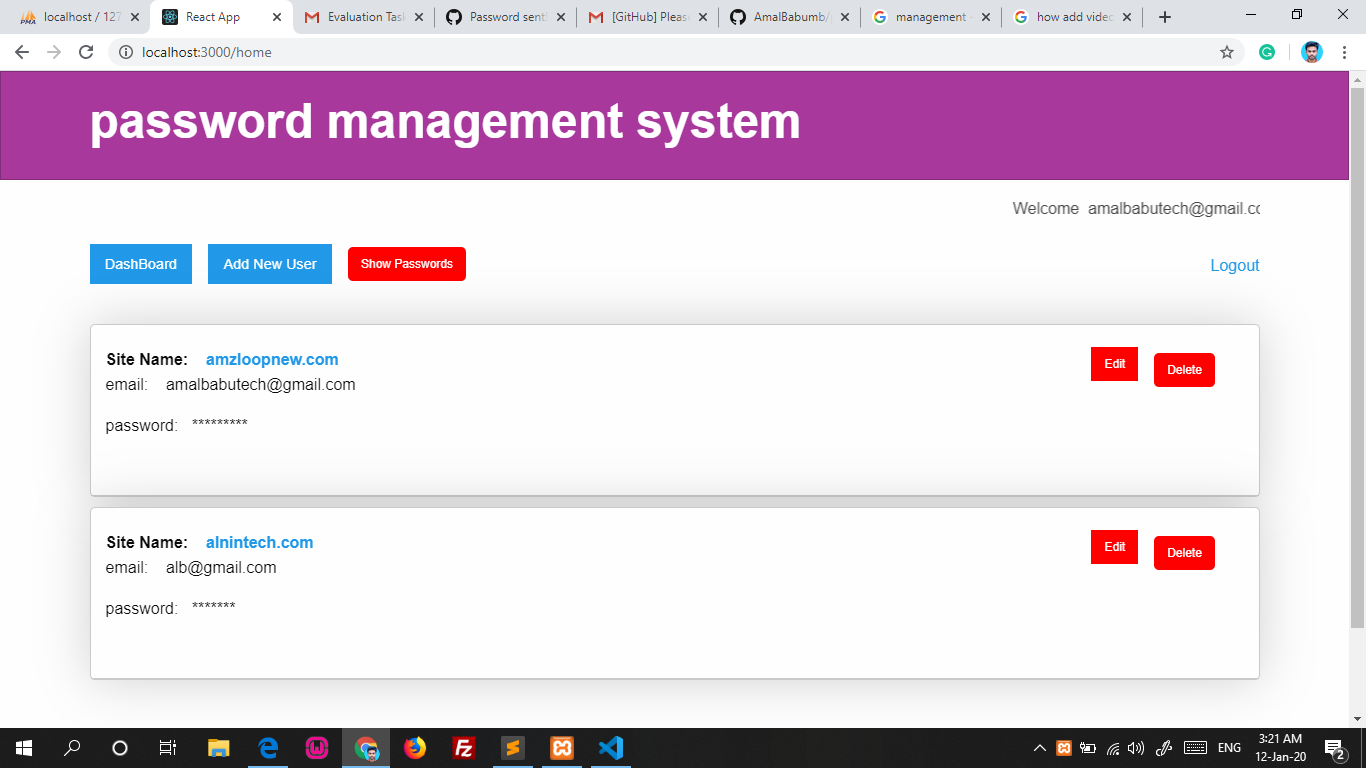 localhost / 127
React App
Evaluation Task
Password sent
[GitHub] Pleas
AmalBabumb/
management -
how add video
localhost:3000/home
password management system
Welcome amalbabutech@gmail.co
DashBoard
Add New User
Show Passwords
Logout
Site Name: amzloopnew.com
Edit
Delete
email: amalbabutech@gmail.com
password: *********
Site Name: alnintech.com
Edit
Delete
email: alb@gmail.com
password: *******
ENG
3:21 AM
12-Jan-20
2